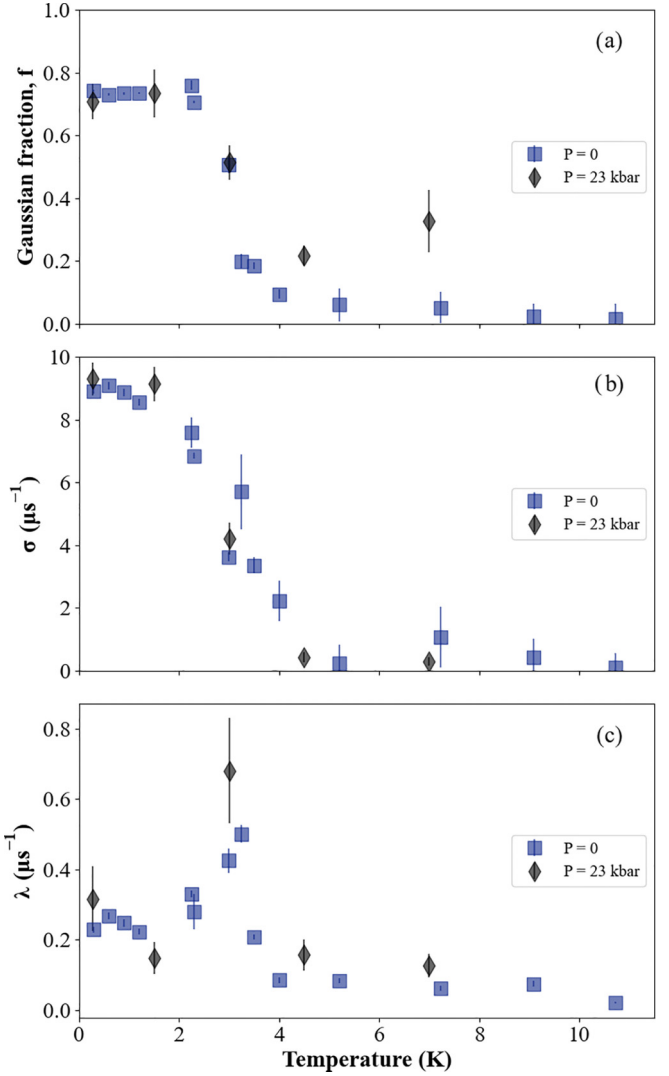 Gaussian fraction, f
1.0
0.8
0.6
0.4
0.2
0.0
(a)
P = 0
P = 23 kbar
σ (μs⁻¹)
10
8
6
4
2
0
(b)
P = 0
P = 23 kbar
λ (μs⁻¹)
0.8
0.6
0.4
0.2
0.0
(c)
P = 0
P = 23 kbar
0 2 4 6 8 10
Temperature (K)